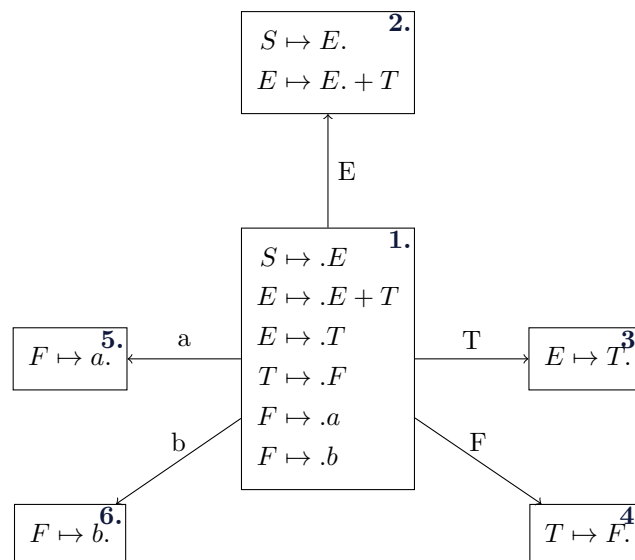 2.
S ↦ E.
E ↦ E. + T
E
1.
S ↦ .E
E ↦ .E + T
E ↦ .T
T ↦ .F
F ↦ .a
F ↦ .b
5.
F ↦ a.
a
T
3
E ↦ T.
b
F
6.
F ↦ b.
4
T ↦ F.